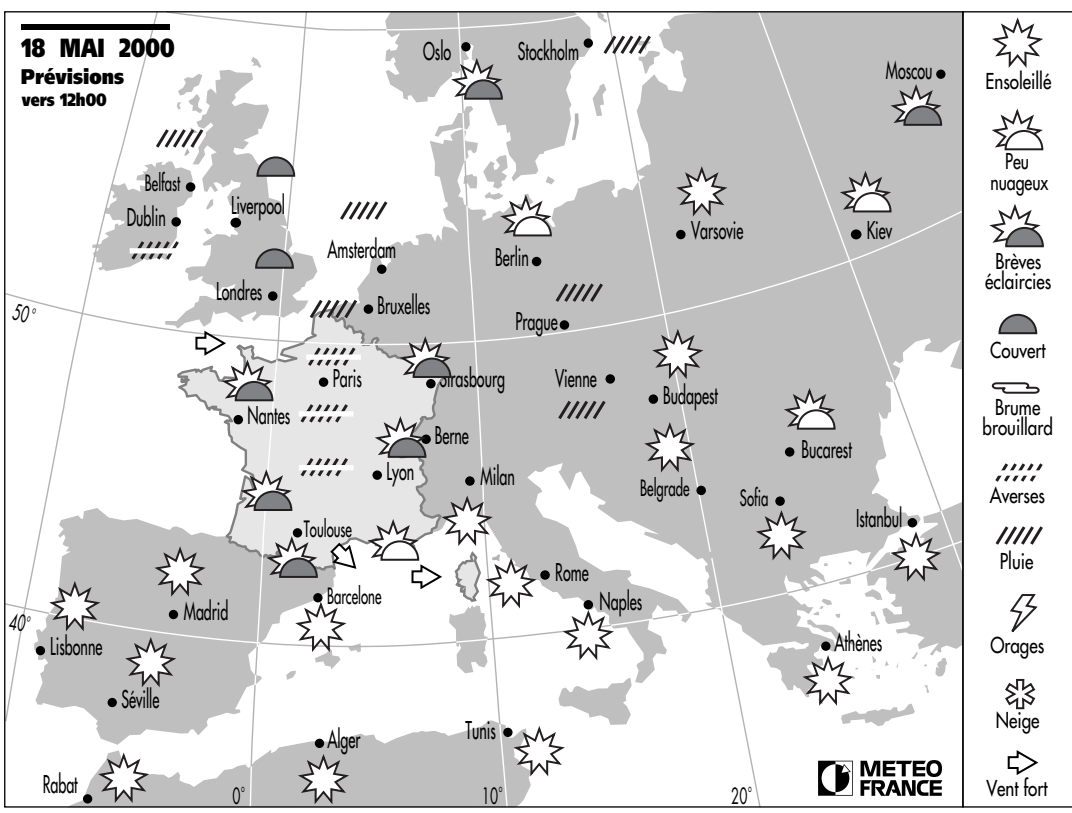 18 MAI 2000
Prévisions
vers 12h00
Oslo
Stockholm
Moscou
Belfast
Dublin
Liverpool
Varsovie
Kiev
Amsterdam
Berlin
Londres
Bruxelles
50°
Prague
Paris
Strasbourg
Vienne
Budapest
Nantes
Berne
Bucarest
Lyon
Milan
Belgrade
Sofia
Istanbul
Toulouse
Rome
Barcelone
Naples
Madrid
40°
Lisbonne
Athènes
Séville
Tunis
Alger
Rabat
0°
10°
20°
METEO
FRANCE
Ensoleillé
Peu
nuageux
Brèves
éclaircies
Couvert
Brume
brouillard
Averses
Pluie
Orages
Neige
Vent fort